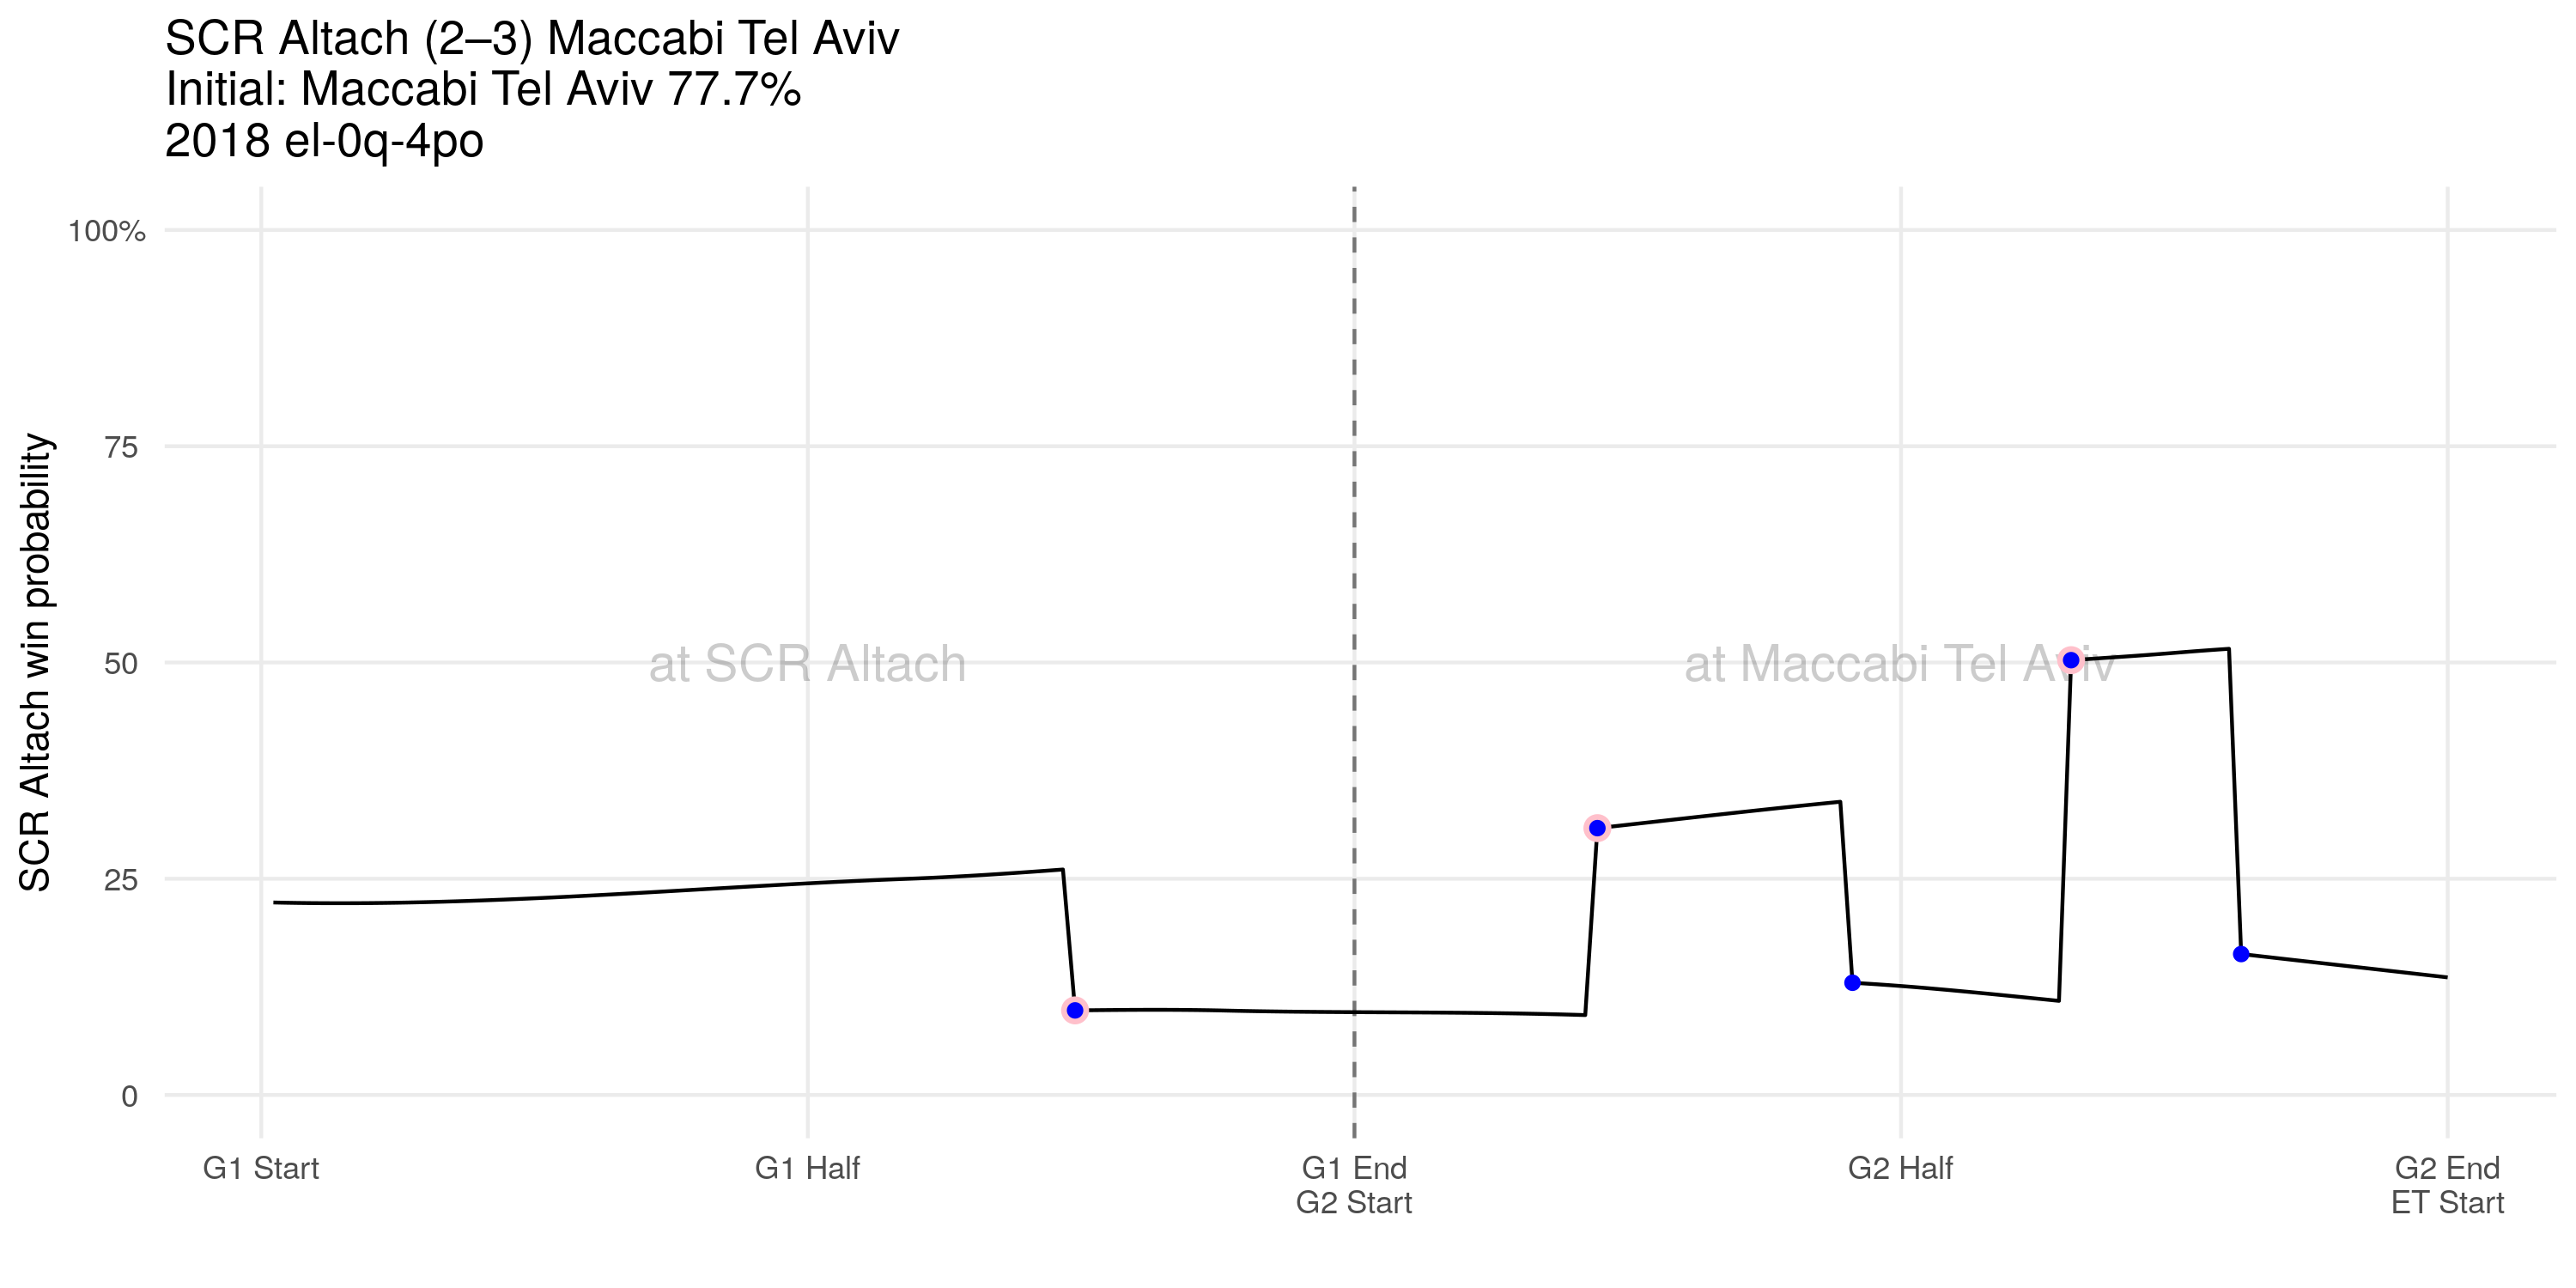 SCR Altach (2–3) Maccabi Tel Aviv
Initial: Maccabi Tel Aviv 77.7%
2018 el-0q-4po
SCR Altach win probability
100%
75
50
25
0
at SCR Altach
at Maccabi Tel Aviv
G1 Start
G1 Half
G1 End
G2 Start
G2 Half
G2 End
ET Start